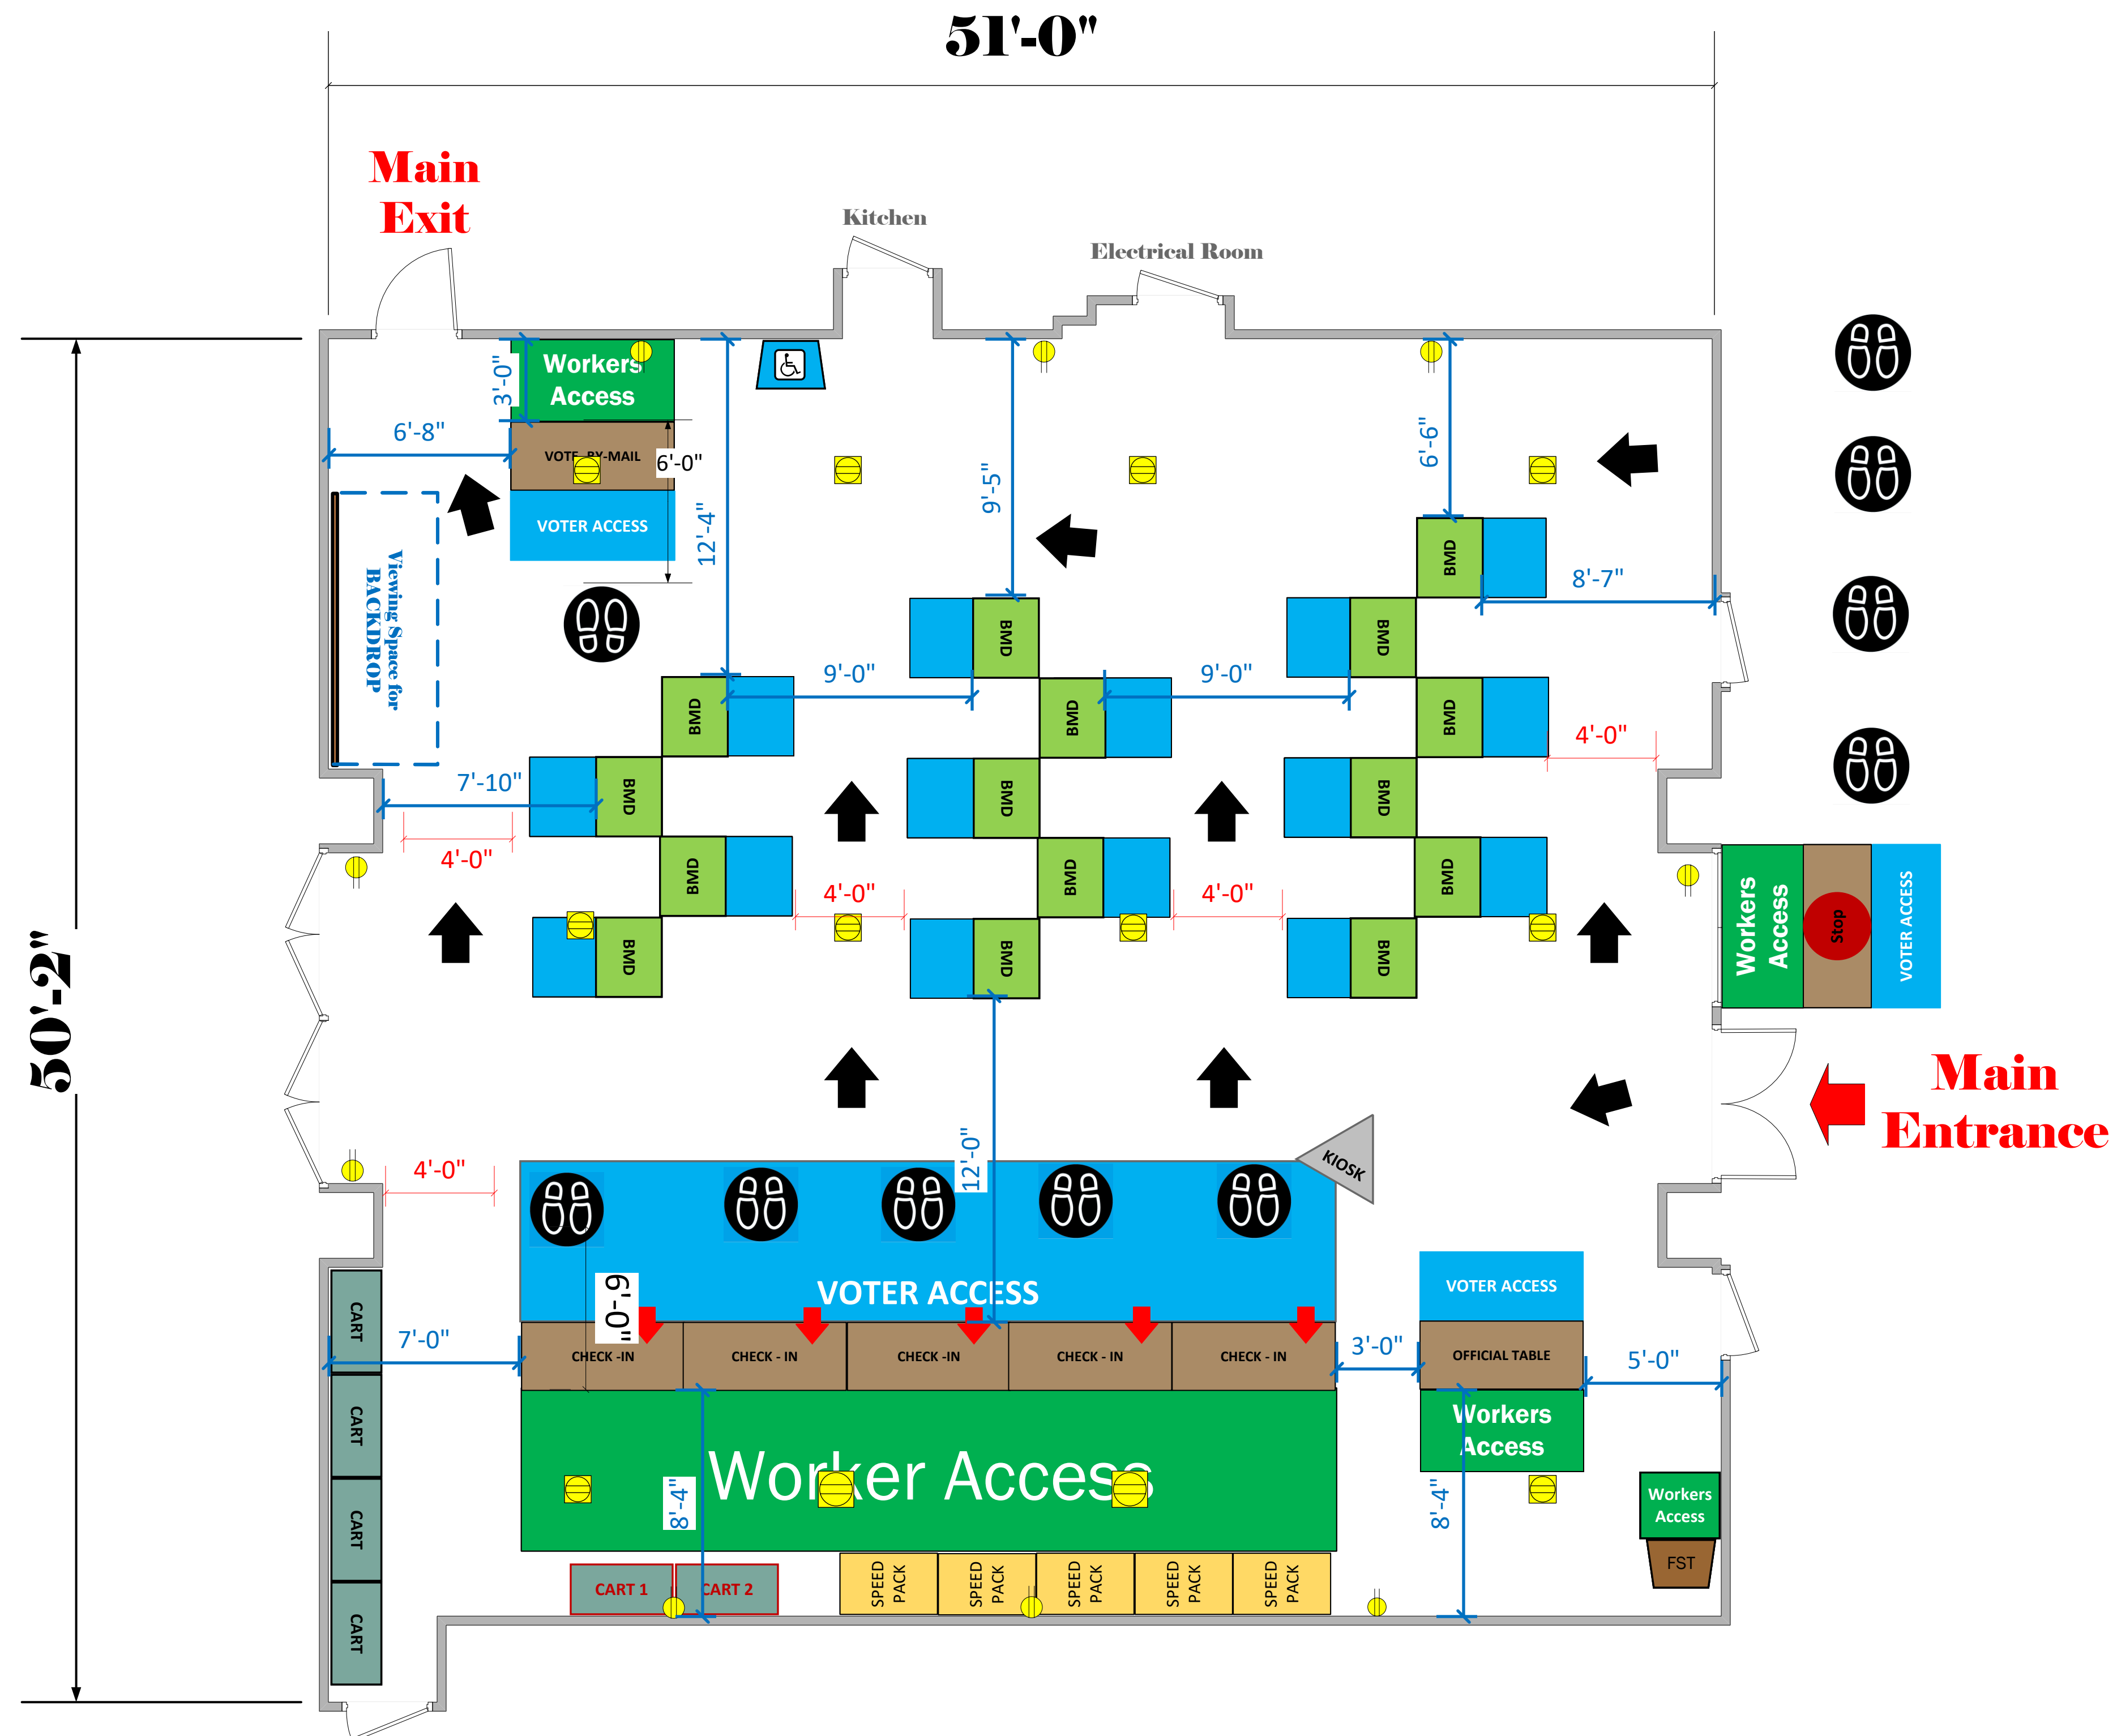 51'-0"
Main
Exit
Kitchen
Electrical Room
Workers
Access
3'-0"
6'-8"
VOTE-BY-MAIL
6'-0"
VOTER ACCESS
12'-4"
9'-5"
6'-6"
Viewing Space for
BACKDROP
BMD
8'-7"
BMD
BMD
9'-0"
9'-0"
BMD
BMD
BMD
4'-0"
7'-10"
BMD
BMD
BMD
4'-0"
BMD
4'-0"
BMD
4'-0"
BMD
BMD
BMD
BMD
Workers
Access
Stop
VOTER ACCESS
50'-2"
Main
Entrance
12'-0"
KIOSK
4'-0"
6'-0"
VOTER ACCESS
VOTER ACCESS
CART
7'-0"
CHECK -IN
CHECK - IN
CHECK -IN
CHECK - IN
CHECK - IN
3'-0"
OFFICIAL TABLE
5'-0"
CART
Workers
Access
Worker Access
8'-4"
8'-4"
CART
Workers
Access
FST
CART 1
CART 2
SPEED
PACK
SPEED
PACK
SPEED
PACK
SPEED
PACK
SPEED
PACK
CART